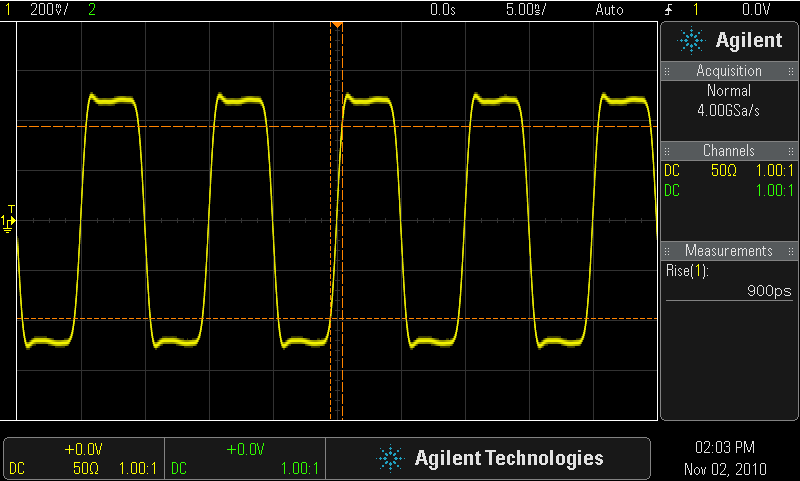 1 200mV/ 2 0.0s 5.00ns/ Auto 1 0.0V
Agilent
Acquisition
Normal
4.00GSa/s
Channels
DC 50Ω 1.00:1
DC 1.00:1
Measurements
Rise(1):
900ps
T
1
+0.0V
DC 50Ω 1.00:1
+0.0V
DC 1.00:1
Agilent Technologies
02:03 PM
Nov 02, 2010